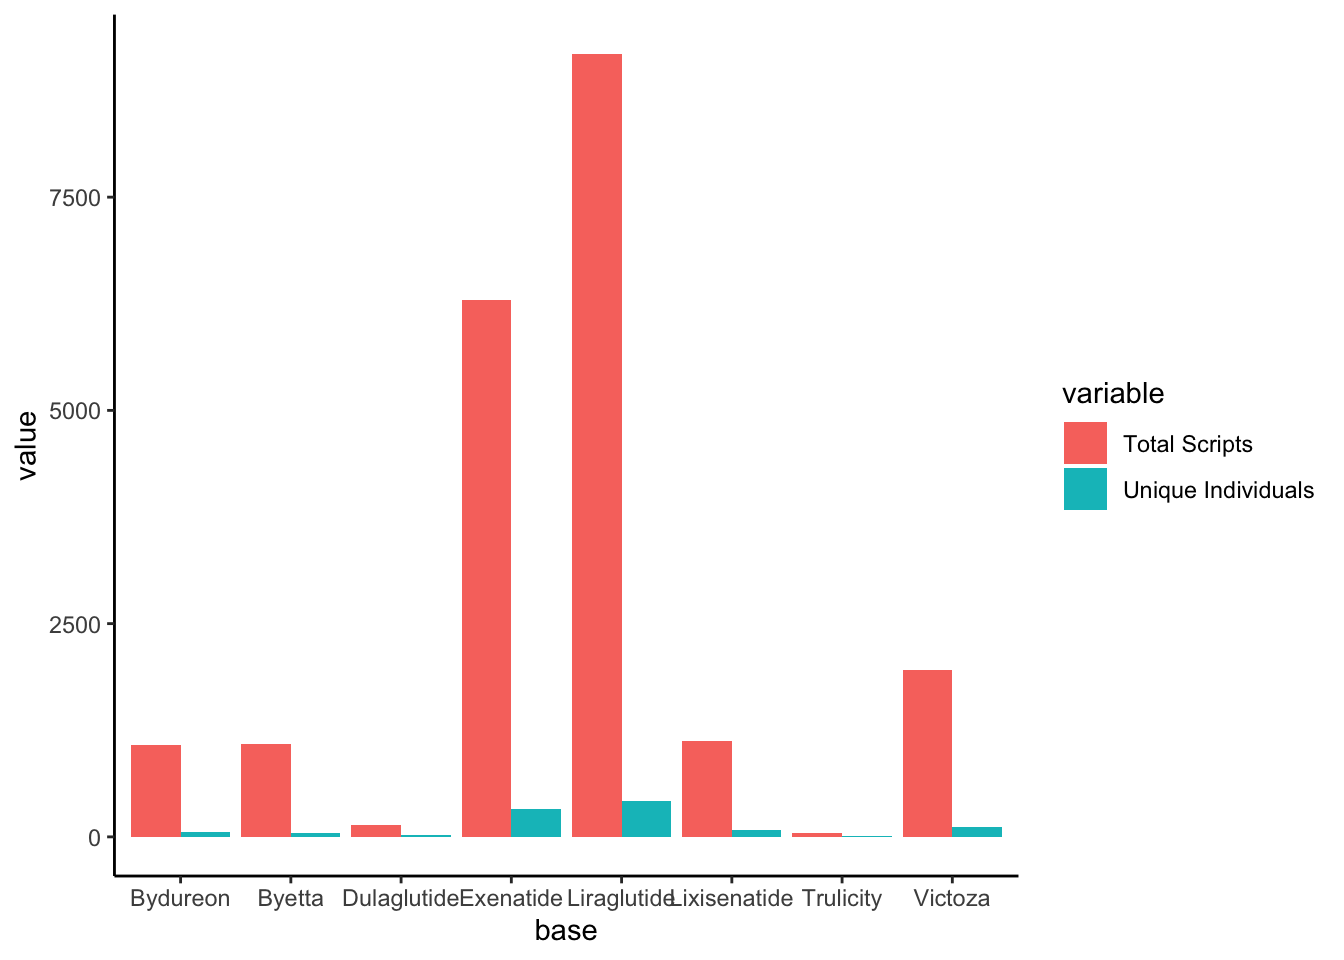 7500
5000
2500
0
value
Bydureon Byetta Dulaglutide Exenatide Liraglutide Lixisenatide Trulicity Victoza
base
variable
Total Scripts
Unique Individuals